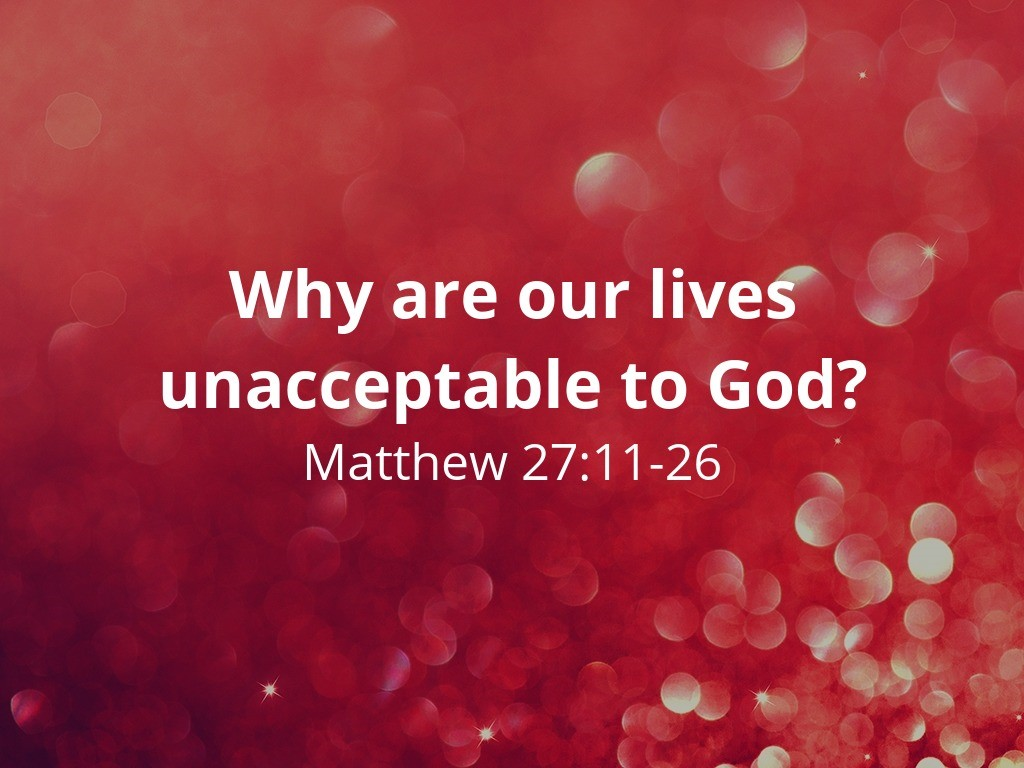 Why are our lives
unacceptable to God?
Matthew 27:11-26